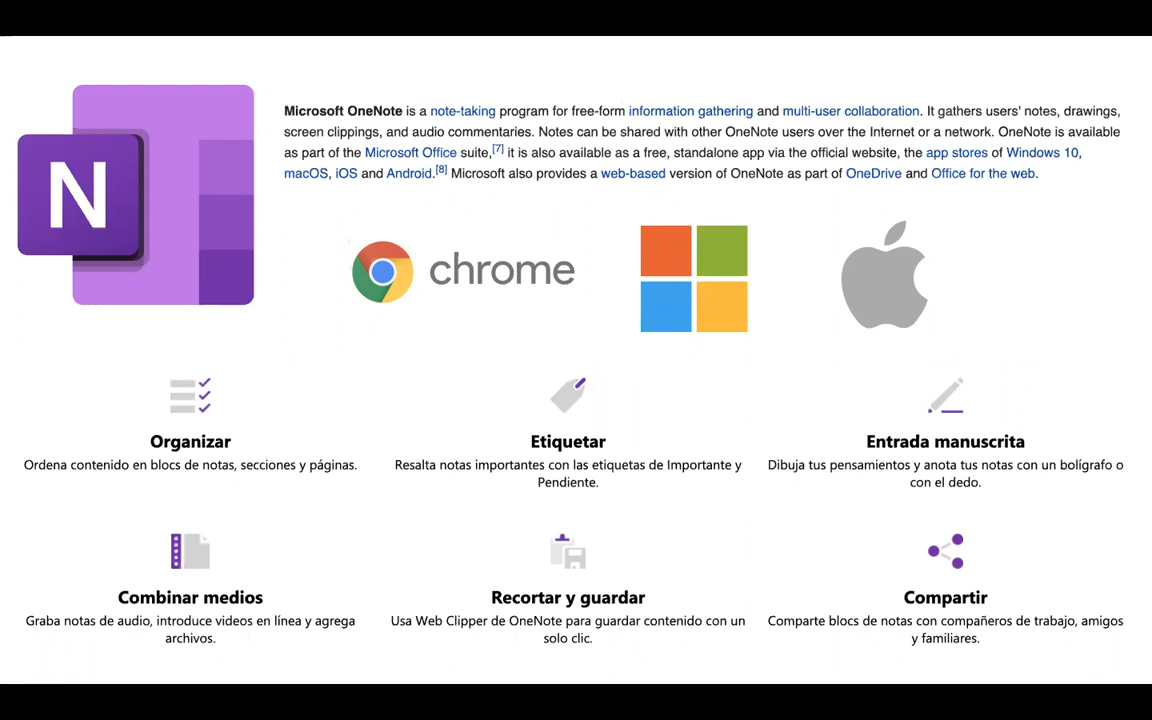 N
Microsoft OneNote is a note-taking program for free-form information gathering and multi-user collaboration. It gathers users' notes, drawings,
screen clippings, and audio commentaries. Notes can be shared with other OneNote users over the Internet or a network. OneNote is available
as part of the Microsoft Office suite,[7] it is also available as a free, standalone app via the official website, the app stores of Windows 10,
macOS, iOS and Android.[8] Microsoft also provides a web-based version of OneNote as part of OneDrive and Office for the web.
chrome
Organizar
Ordena contenido en blocs de notas, secciones y páginas.
Etiquetar
Resalta notas importantes con las etiquetas de Importante y
Pendiente.
Entrada manuscrita
Dibuja tus pensamientos y anota tus notas con un bolígrafo o
con el dedo.
Combinar medios
Graba notas de audio, introduce videos en línea y agrega
archivos.
Recortar y guardar
Usa Web Clipper de OneNote para guardar contenido con un
solo clic.
Compartir
Comparte blocs de notas con compañeros de trabajo, amigos
y familiares.